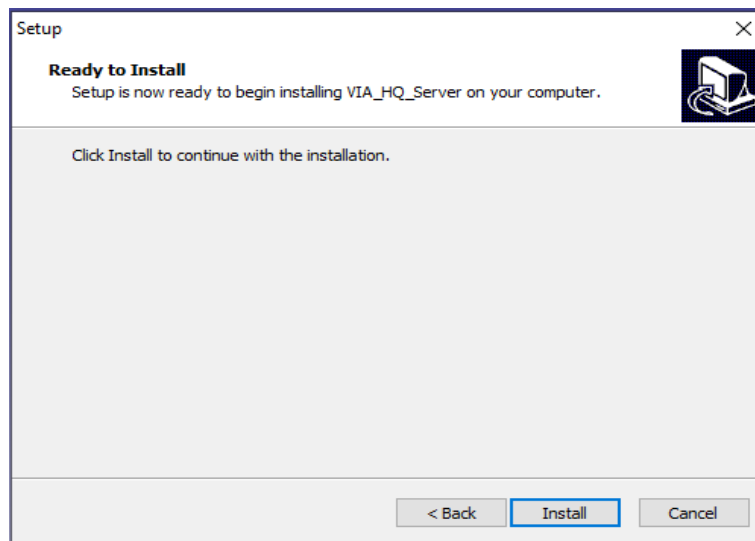 Setup
Ready to Install
Setup is now ready to begin installing VIA_HQ_Server on your computer.
Click Install to continue with the installation.
< Back
Install
Cancel